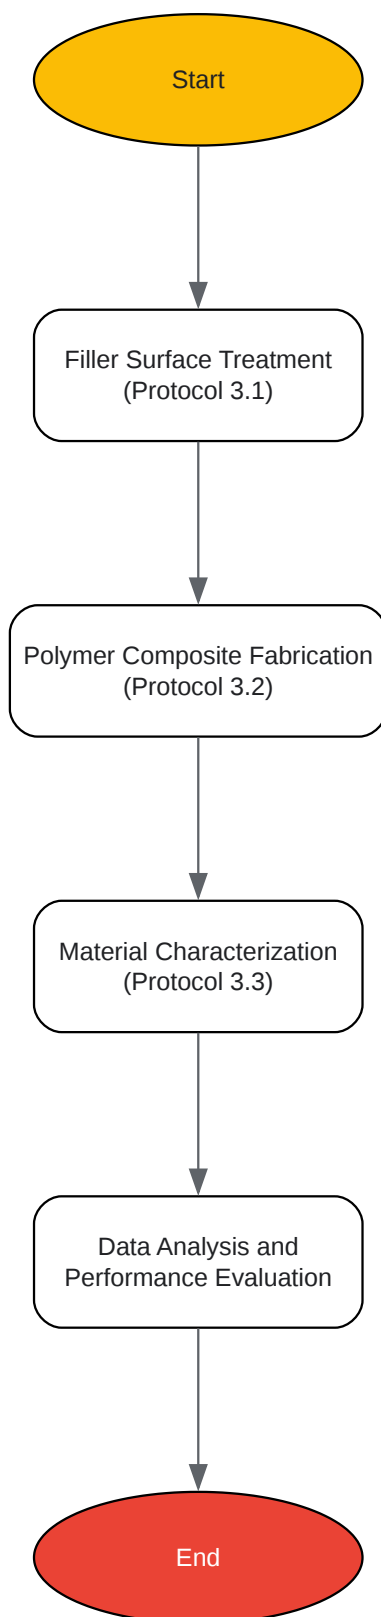 Start
Filler Surface Treatment
(Protocol 3.1)
Polymer Composite Fabrication
(Protocol 3.2)
Material Characterization
(Protocol 3.3)
Data Analysis and
Performance Evaluation
End